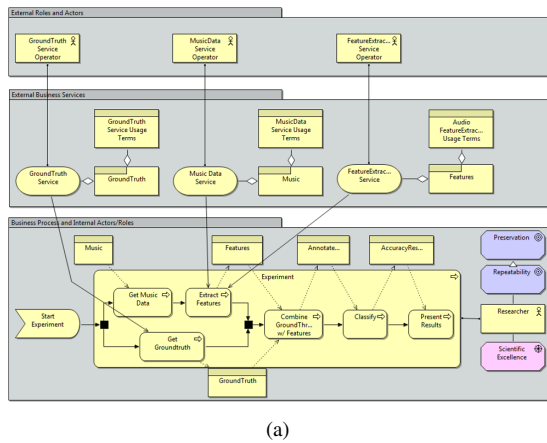 External Roles and Actors
GroundTruth
Service
Operator
MusicData
Service
Operator
FeatureExtrac...
Service
Operator
External Business Services
GroundTruth
Service Usage
Terms
MusicData
Service Usage
Terms
Audio
FeatureExtrac...
Usage Terms
GroundTruth
Service
GroundTruth
Music Data
Service
Music
FeatureExtrac...
Service
Features
Business Process and Internal Actors/Roles
Music
Features
Annotate...
AccuracyRes...
Preservation
Repeatability
Experiment
Start
Experiment
Get Music
Data
Extract
Features
Get
Groundtruth
Combine
GroundThr...
w/ Features
Classify
Present
Results
Researcher
Scientific
Excellence
GroundTruth
(a)